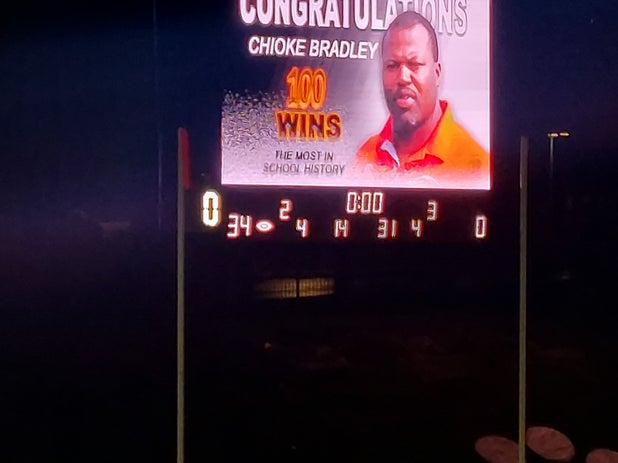 CONGRATULATIONS
CHIOKE BRADLEY
100
WINS
THE MOST IN
SCHOOL HISTORY
0 2 0:00 3
34 4 14 31 4 0